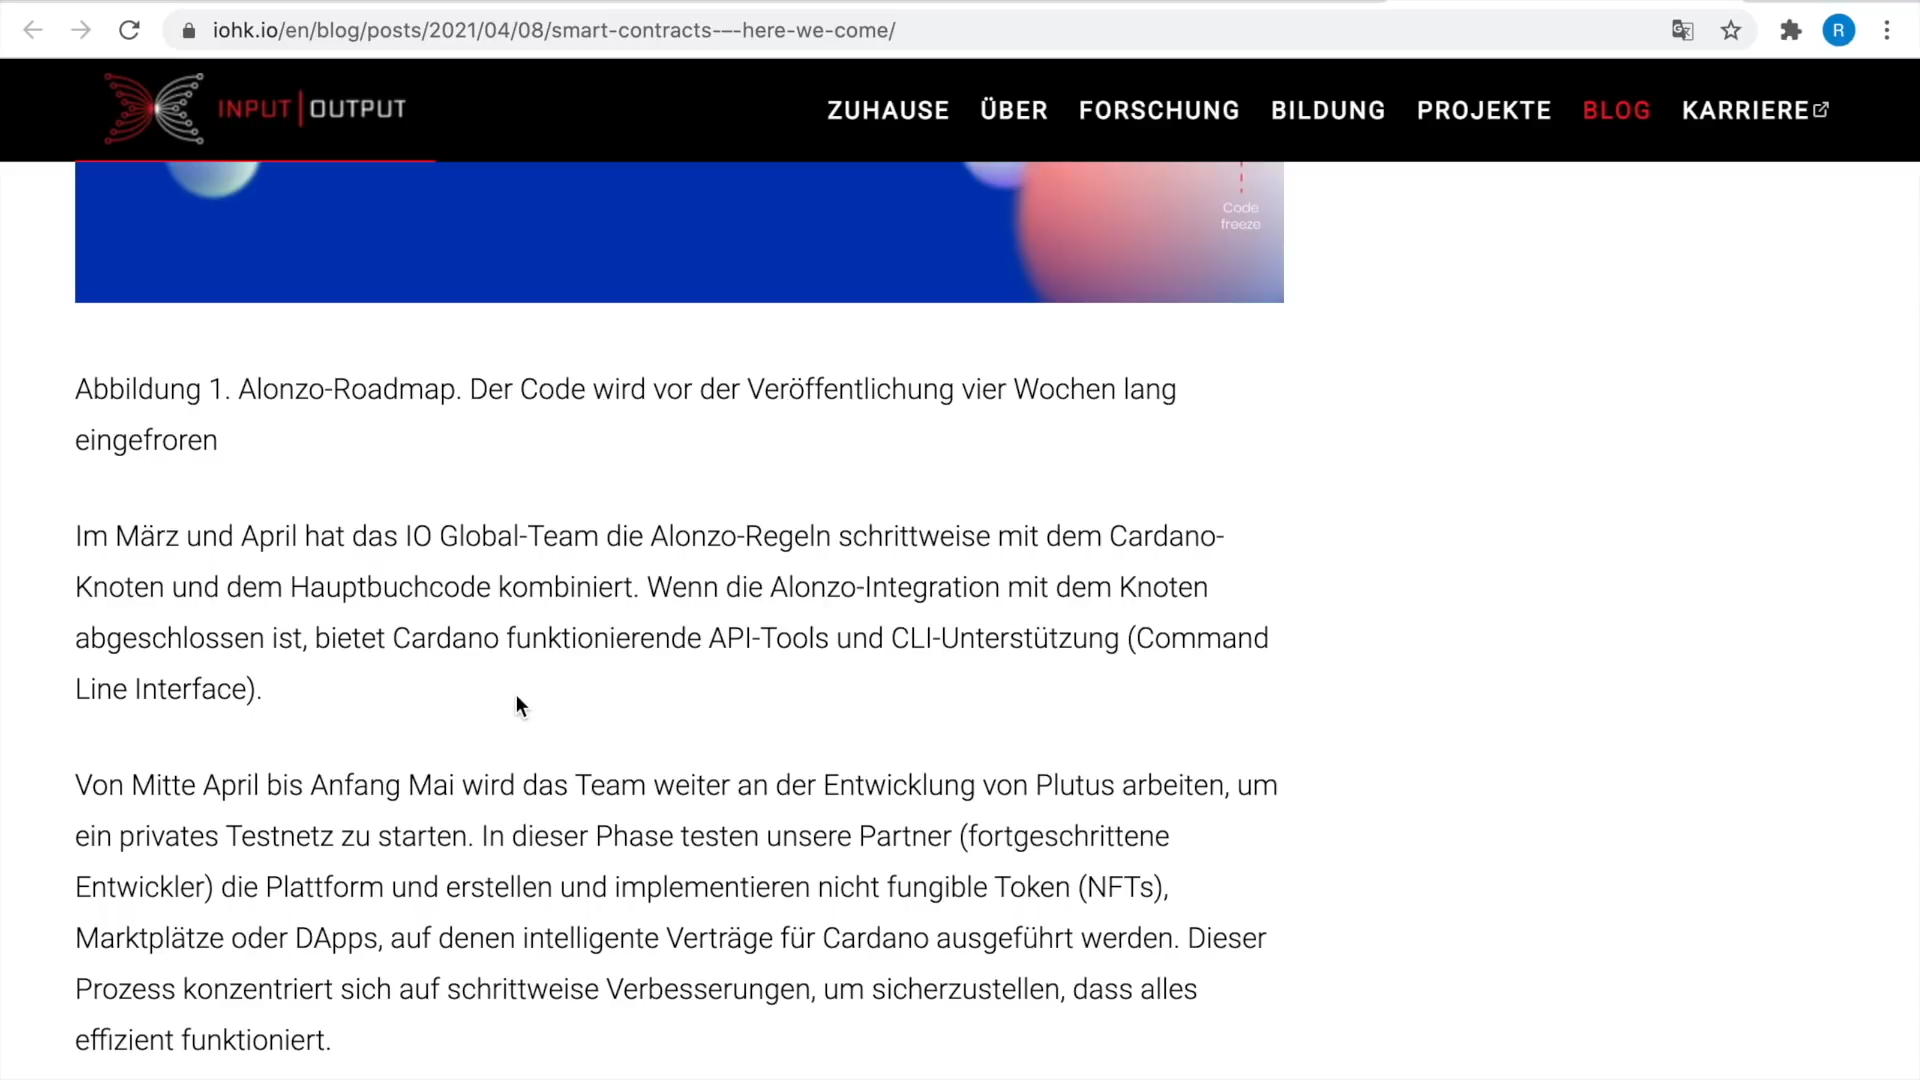 iohk.io/en/blog/posts/2021/04/08/smart-contracts-–-here-we-come/
R
INPUT | OUTPUT
ZUHAUSE ÜBER FORSCHUNG BILDUNG PROJEKTE BLOG KARRIERE
Code
freeze
Abbildung 1. Alonzo-Roadmap. Der Code wird vor der Veröffentlichung vier Wochen lang
eingefroren
Im März und April hat das IO Global-Team die Alonzo-Regeln schrittweise mit dem Cardano-
Knoten und dem Hauptbuchcode kombiniert. Wenn die Alonzo-Integration mit dem Knoten
abgeschlossen ist, bietet Cardano funktionierende API-Tools und CLI-Unterstützung (Command
Line Interface).
Von Mitte April bis Anfang Mai wird das Team weiter an der Entwicklung von Plutus arbeiten, um
ein privates Testnetz zu starten. In dieser Phase testen unsere Partner (fortgeschrittene
Entwickler) die Plattform und erstellen und implementieren nicht fungible Token (NFTs),
Marktplätze oder DApps, auf denen intelligente Verträge für Cardano ausgeführt werden. Dieser
Prozess konzentriert sich auf schrittweise Verbesserungen, um sicherzustellen, dass alles
effizient funktioniert.